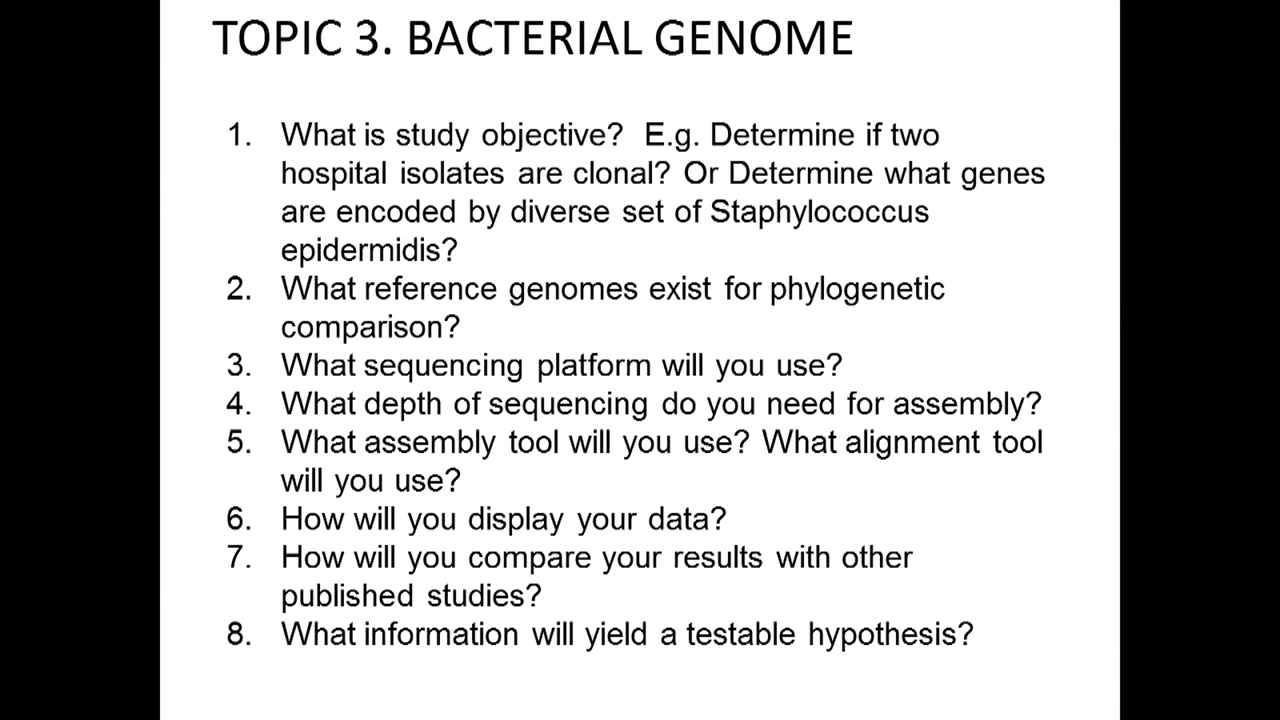 TOPIC 3. BACTERIAL GENOME
1. What is study objective? E.g. Determine if two
hospital isolates are clonal? Or Determine what genes
are encoded by diverse set of Staphylococcus
epidermidis?
2. What reference genomes exist for phylogenetic
comparison?
3. What sequencing platform will you use?
4. What depth of sequencing do you need for assembly?
5. What assembly tool will you use? What alignment tool
will you use?
6. How will you display your data?
7. How will you compare your results with other
published studies?
8. What information will yield a testable hypothesis?